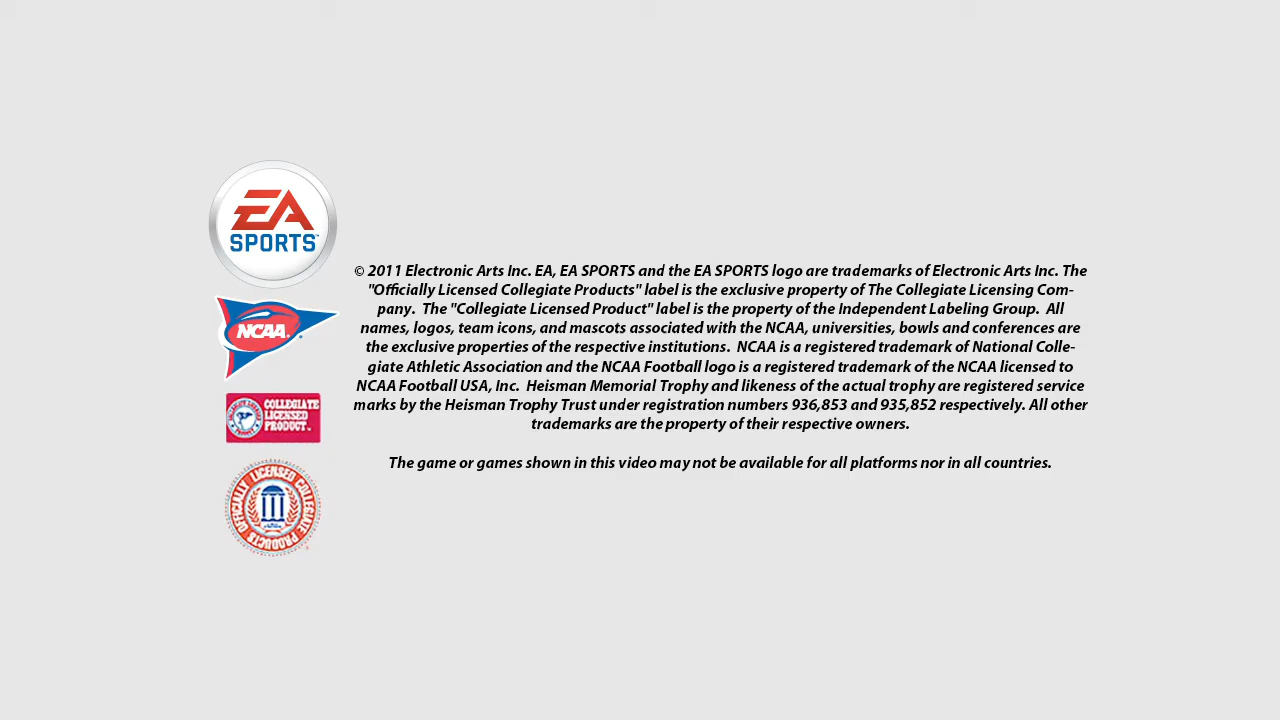 EA
SPORTS™
NCAA
COLLEGIATE
LICENSED
PRODUCT™
OFFICIALLY LICENSED COLLEGIATE PRODUCTS
© 2011 Electronic Arts Inc. EA, EA SPORTS and the EA SPORTS logo are trademarks of Electronic Arts Inc. The
"Officially Licensed Collegiate Products" label is the exclusive property of The Collegiate Licensing Com-
pany.  The "Collegiate Licensed Product" label is the property of the Independent Labeling Group.  All
names, logos, team icons, and mascots associated with the NCAA, universities, bowls and conferences are
the exclusive properties of the respective institutions.  NCAA is a registered trademark of National Colle-
giate Athletic Association and the NCAA Football logo is a registered trademark of the NCAA licensed to
NCAA Football USA, Inc.  Heisman Memorial Trophy and likeness of the actual trophy are registered service
marks by the Heisman Trophy Trust under registration numbers 936,853 and 935,852 respectively. All other
trademarks are the property of their respective owners.
The game or games shown in this video may not be available for all platforms nor in all countries.